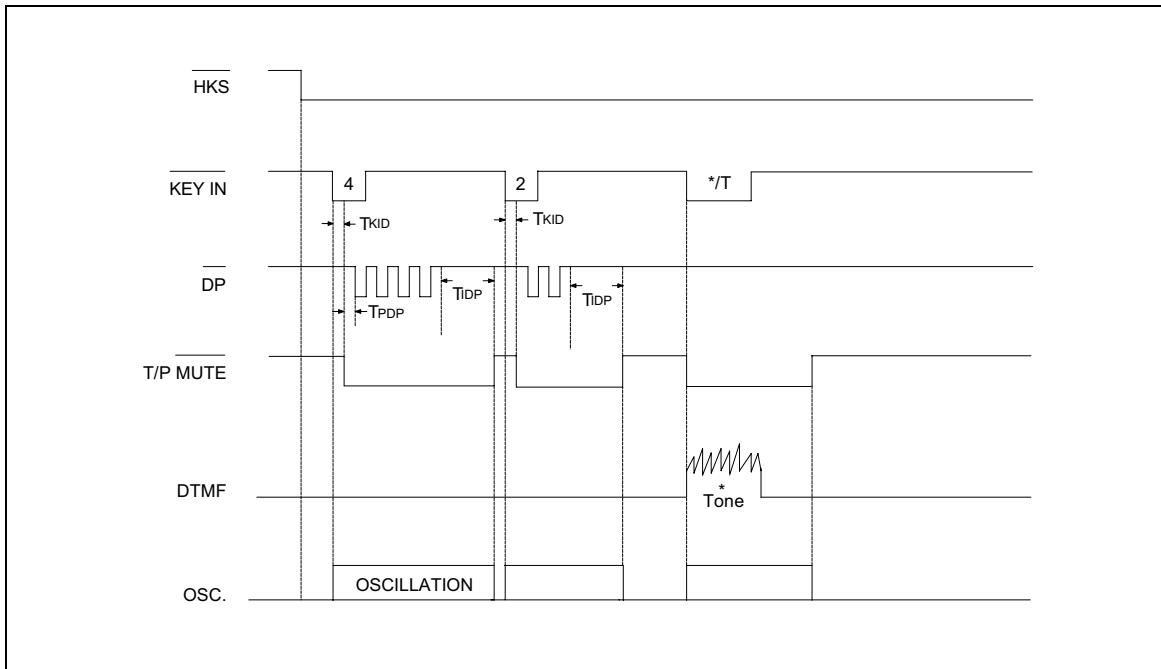 HKS
KEY IN
4
2
*/T
TKID
TKID
DP
TIDP
TIDP
TPDP
T/P MUTE
DTMF
*
Tone
OSCILLATION
OSC.